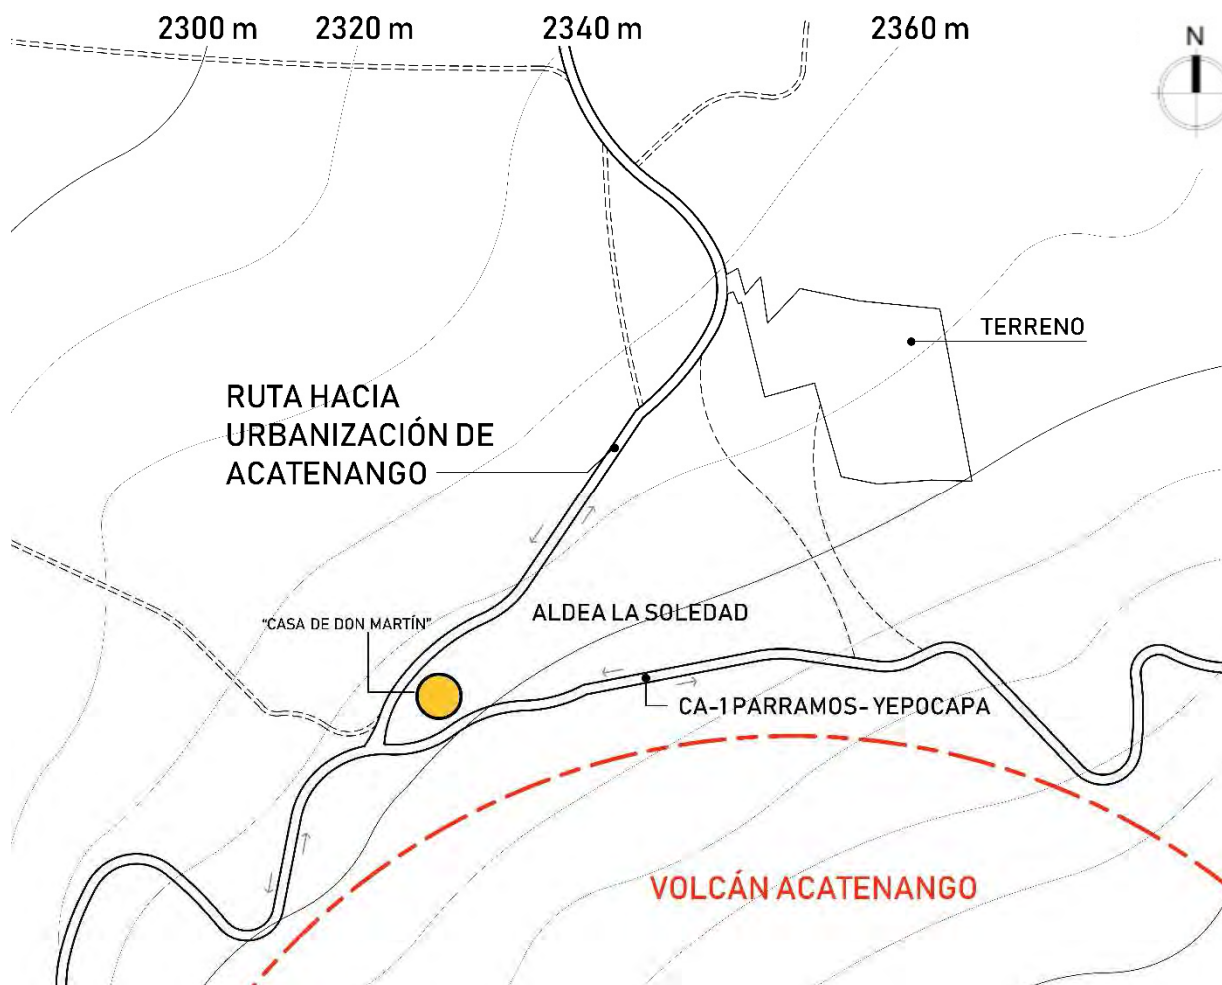 2300 m
2320 m
2340 m
2360 m
N
TERRENO
RUTA HACIA
URBANIZACIÓN DE
ACATENANGO
"CASA DE DON MARTÍN"
ALDEA LA SOLEDAD
CA-1 PARRAMOS- YEPOCAPA
VOLCÁN ACATENANGO